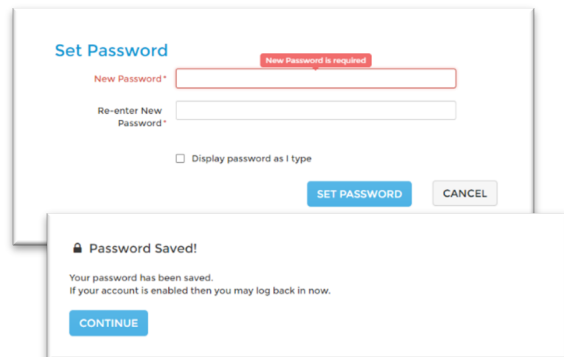 Set Password
New Password is required
New Password*
Re-enter New
Password*
Display password as I type
SET PASSWORD CANCEL
Password Saved!
Your password has been saved.
If your account is enabled then you may log back in now.
CONTINUE